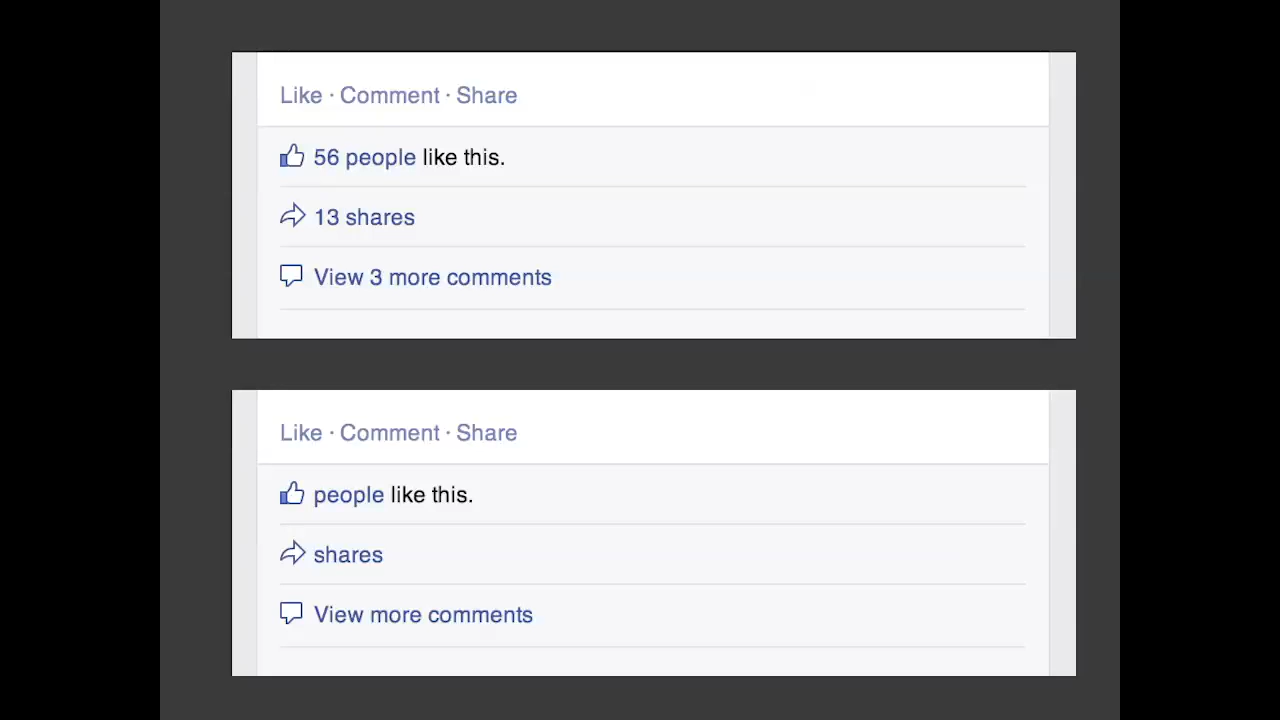 Like · Comment · Share
56 people like this.
13 shares
View 3 more comments
Like · Comment · Share
people like this.
shares
View more comments